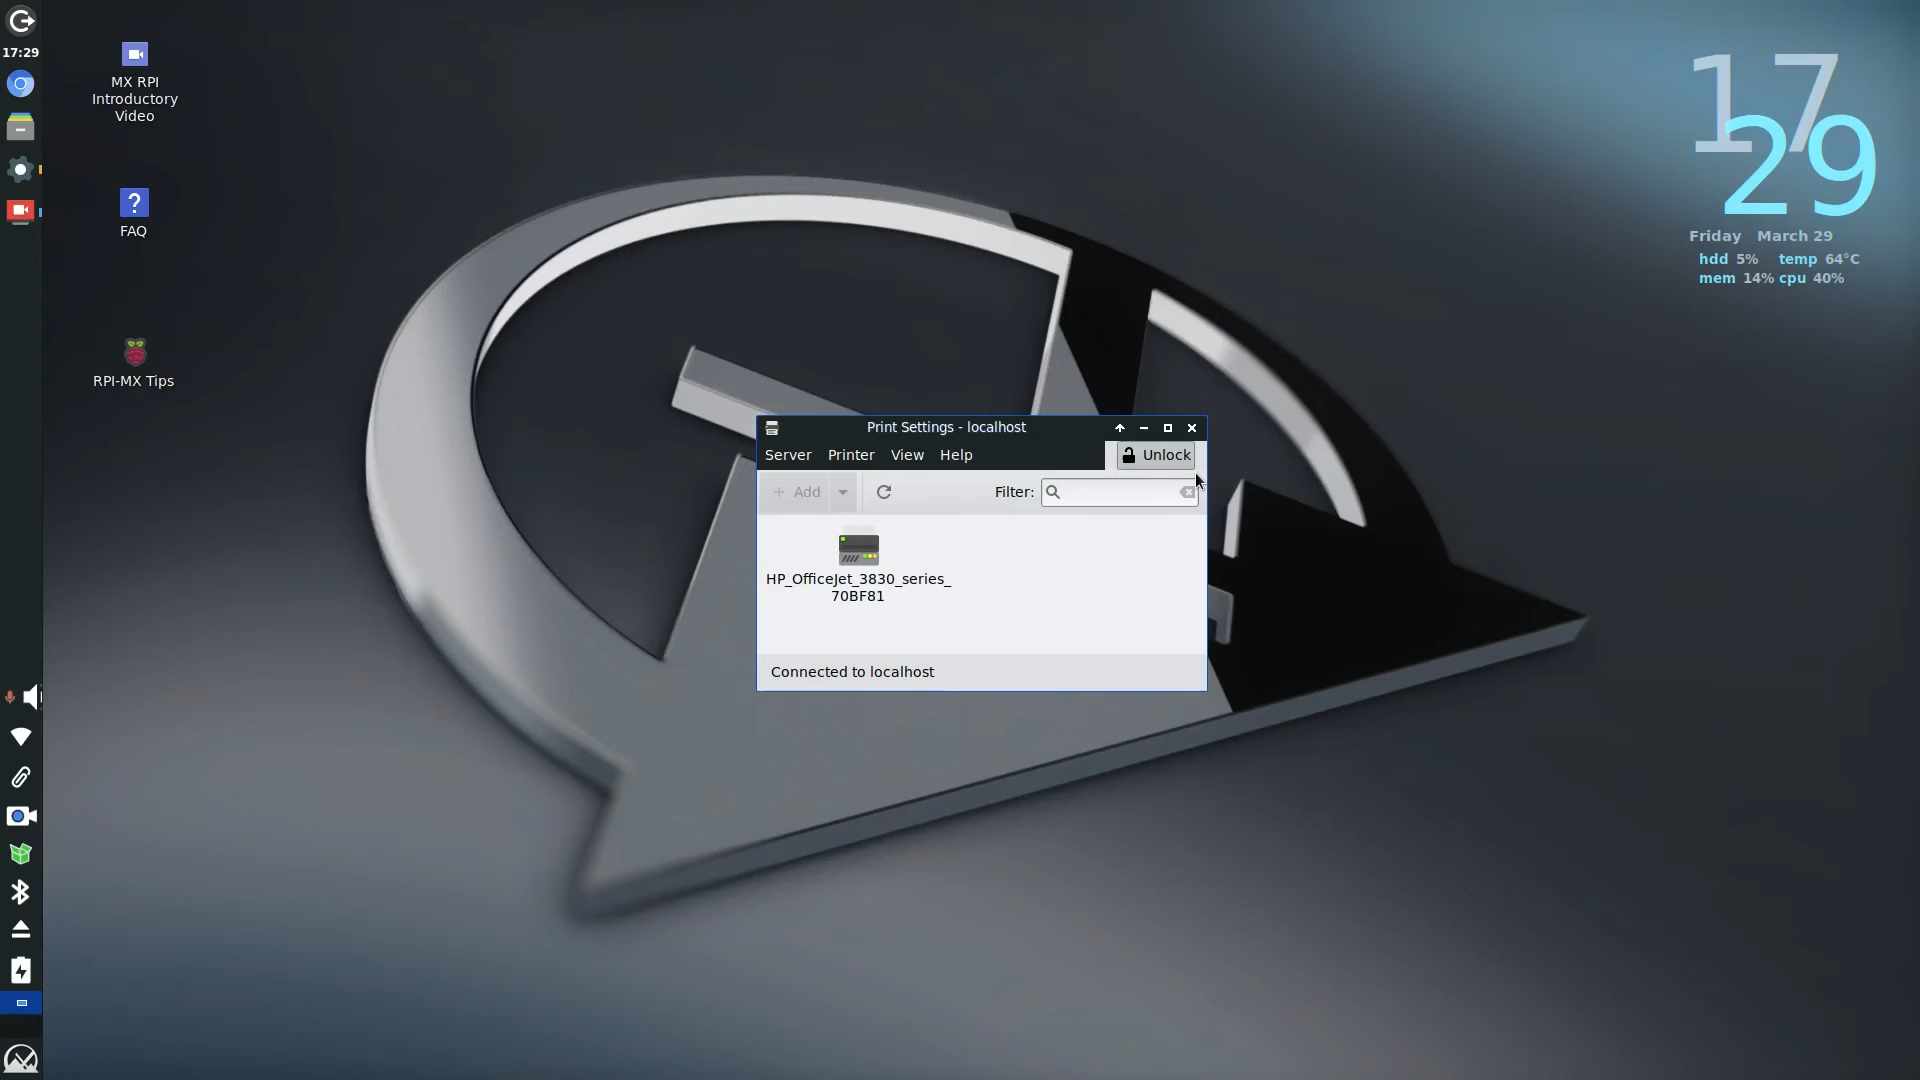 17:29
MX RPI
Introductory
Video
FAQ
RPI-MX Tips
17
29
Friday March 29
hdd 5% temp 64°C
mem 14% cpu 40%
Print Settings - localhost
Server Printer View Help Unlock
Add Filter:
HP_OfficeJet_3830_series_
70BF81
Connected to localhost